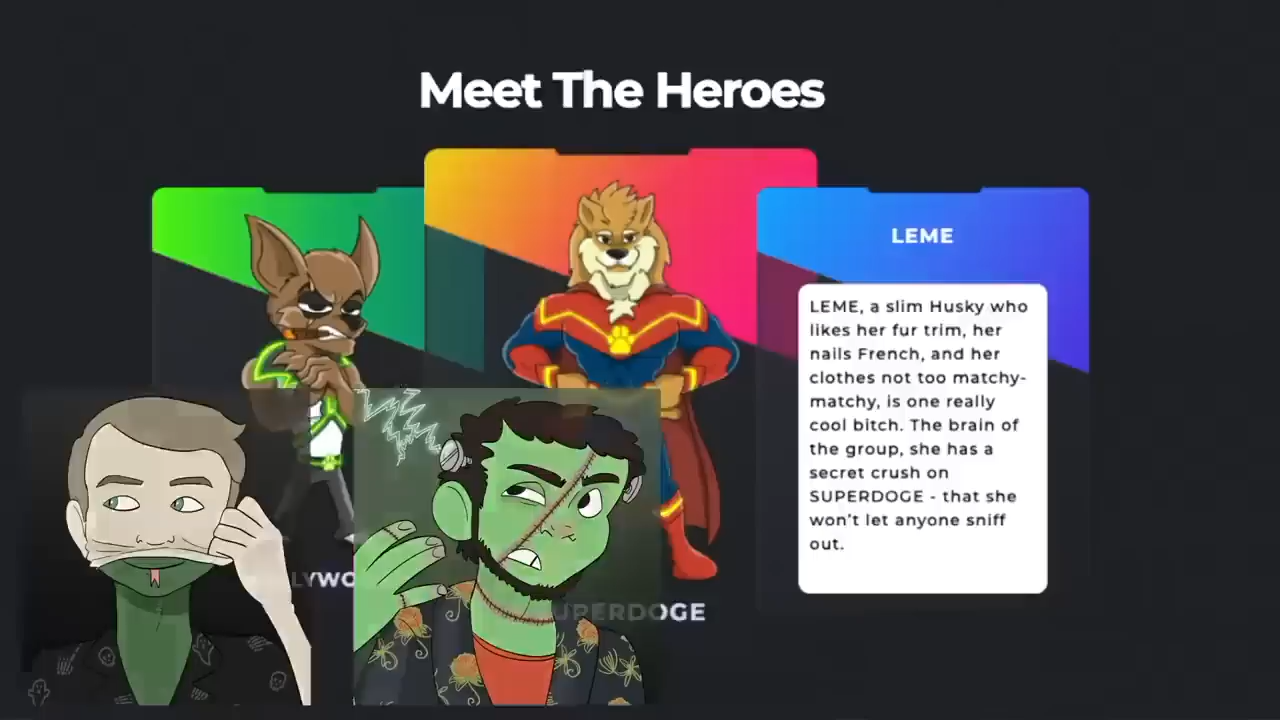 Meet The Heroes
LEME
LEME, a slim Husky who
likes her fur trim, her
nails French, and her
clothes not too matchy-
matchy, is one really
cool bitch. The brain of
the group, she has a
secret crush on
SUPERDOGE - that she
won't let anyone sniff
out.
LYWO
SUPERDOGE